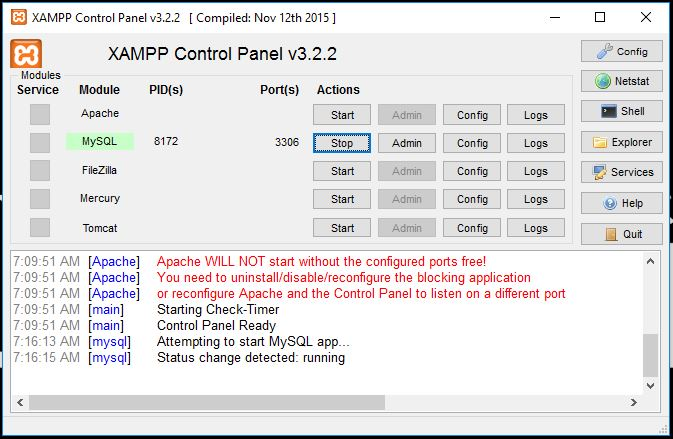 XAMPP Control Panel v3.2.2 [ Compiled: Nov 12th 2015 ]
XAMPP Control Panel v3.2.2
Modules
Service Module PID(s) Port(s) Actions
Apache Start Admin Config Logs
MySQL 8172 3306 Stop Admin Config Logs
FileZilla Start Admin Config Logs
Mercury Start Admin Config Logs
Tomcat Start Admin Config Logs
Config
Netstat
Shell
Explorer
Services
Help
Quit
7:09:51 AM [Apache] Apache WILL NOT start without the configured ports free!
7:09:51 AM [Apache] You need to uninstall/disable/reconfigure the blocking application
7:09:51 AM [Apache] or reconfigure Apache and the Control Panel to listen on a different port
7:09:51 AM [main] Starting Check-Timer
7:09:51 AM [main] Control Panel Ready
7:16:13 AM [mysql] Attempting to start MySQL app...
7:16:15 AM [mysql] Status change detected: running